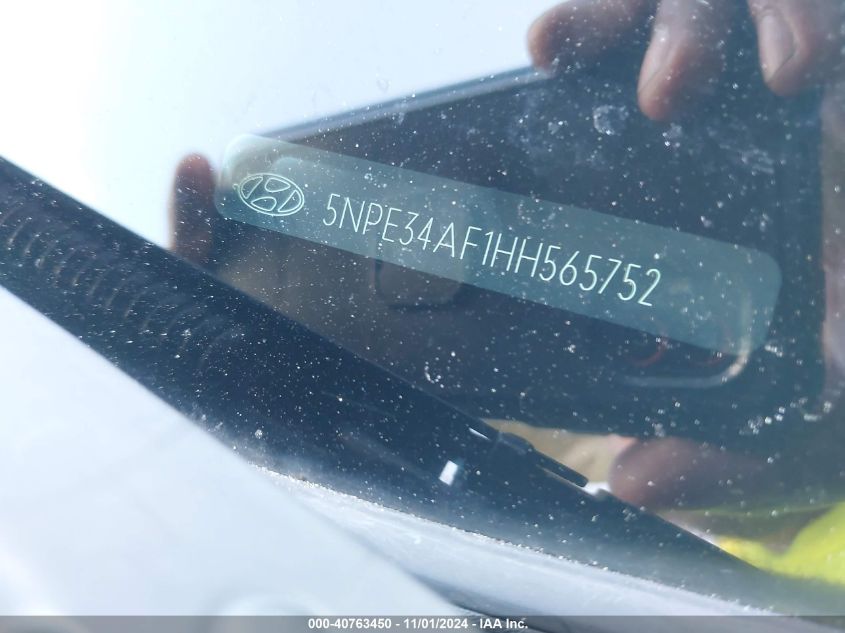 5NPE34AF1HH565752
000-40763450 - 11/01/2024 - IAA Inc.